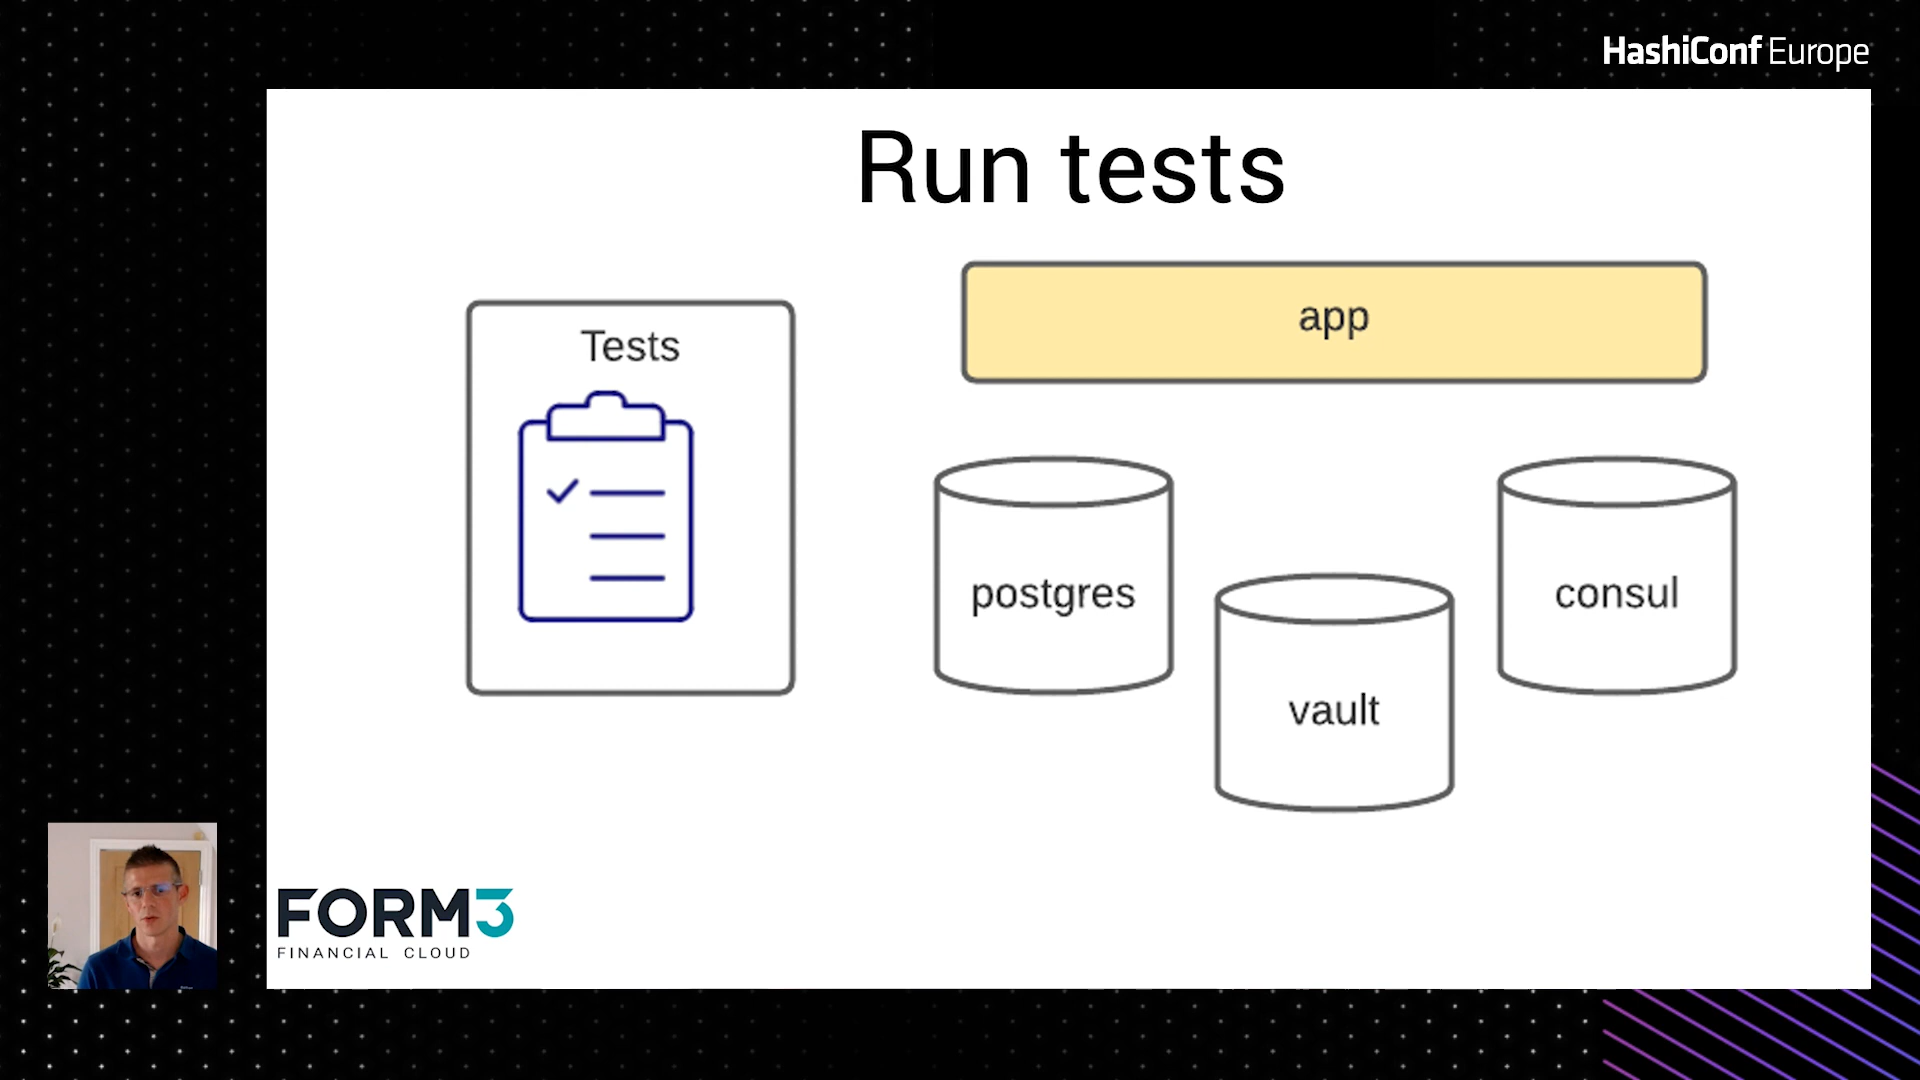 HashiConf Europe
Run tests
Tests
app
postgres
vault
consul
FORM3
FINANCIAL CLOUD